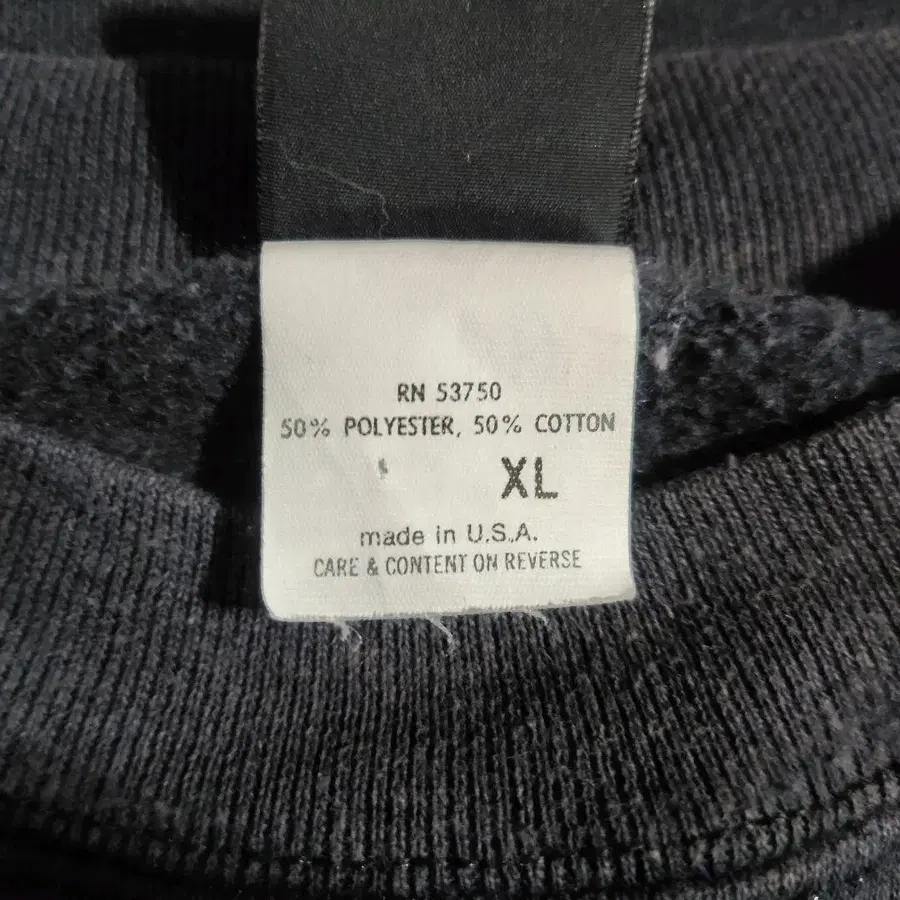 RN 53750
50% POLYESTER, 50% COTTON
XL
made in U.S.A.
CARE & CONTENT ON REVERSE